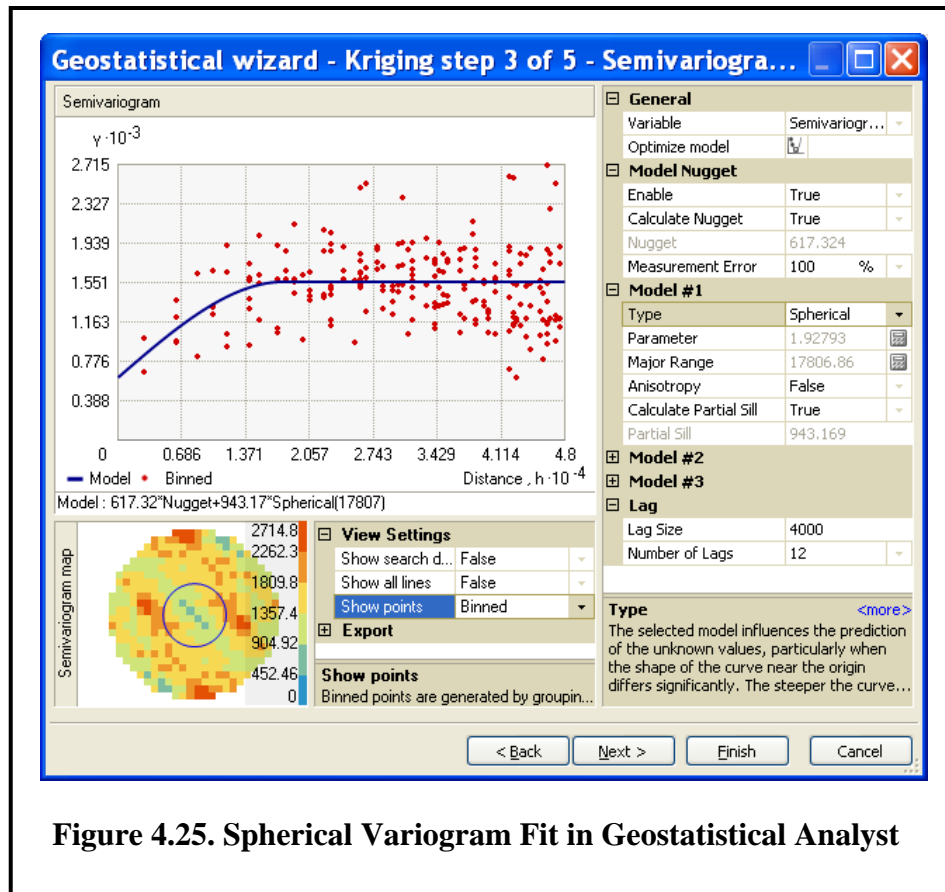 Geostatistical wizard - Kriging step 3 of 5 - Semivariogra...
Semivariogram
γ·10-3
2.715
2.327
1.939
1.551
1.163
0.776
0.388
0 0.686 1.371 2.057 2.743 3.429 4.114 4.8
Model Binned Distance , h·10-4
Model : 617.32*Nugget+943.17*Spherical(17807)
Semivariogram map
2714.8
2262.3
1809.8
1357.4
904.92
452.46
0
View Settings
Show search d... False
Show all lines False
Show points Binned
Export
Show points
Binned points are generated by groupin...
General
Variable Semivariogr...
Optimize model
Model Nugget
Enable True
Calculate Nugget True
Nugget 617.324
Measurement Error 100 %
Model #1
Type Spherical
Parameter 1.92793
Major Range 17806.86
Anisotropy False
Calculate Partial Sill True
Partial Sill 943.169
Model #2
Model #3
Lag
Lag Size 4000
Number of Lags 12
Type <more>
The selected model influences the prediction
of the unknown values, particularly when
the shape of the curve near the origin
differs significantly. The steeper the curve...
< Back Next > Finish Cancel
Figure 4.25. Spherical Variogram Fit in Geostatistical Analyst